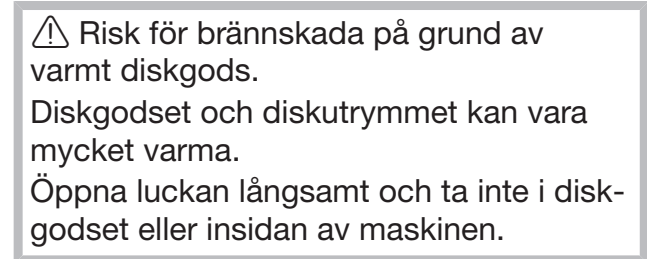 ⚠ Risk för brännskada på grund av
varmt diskgods.
Diskgodset och diskutrymmet kan vara
mycket varma.
Öppna luckan långsamt och ta inte i disk-
godset eller insidan av maskinen.